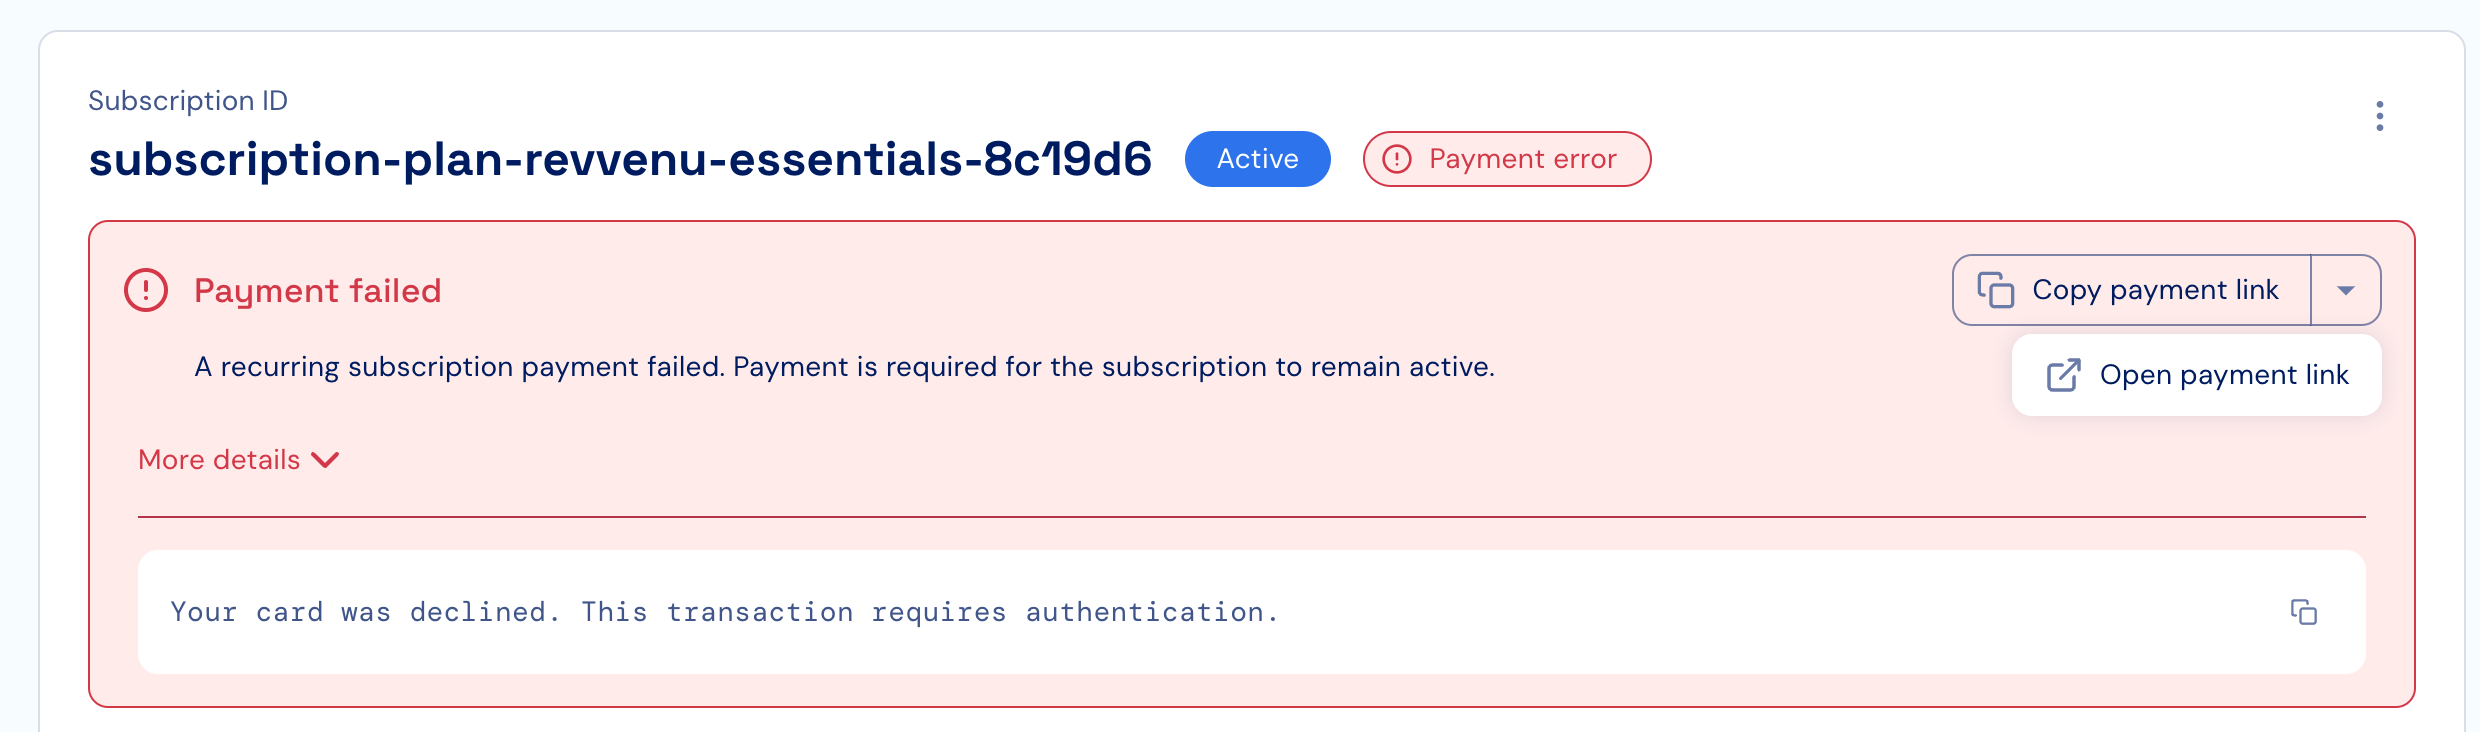 Subscription ID
subscription-plan-revvenu-essentials-8c19d6 Active Payment error
Payment failed Copy payment link
A recurring subscription payment failed. Payment is required for the subscription to remain active. Open payment link
More details
Your card was declined. This transaction requires authentication.